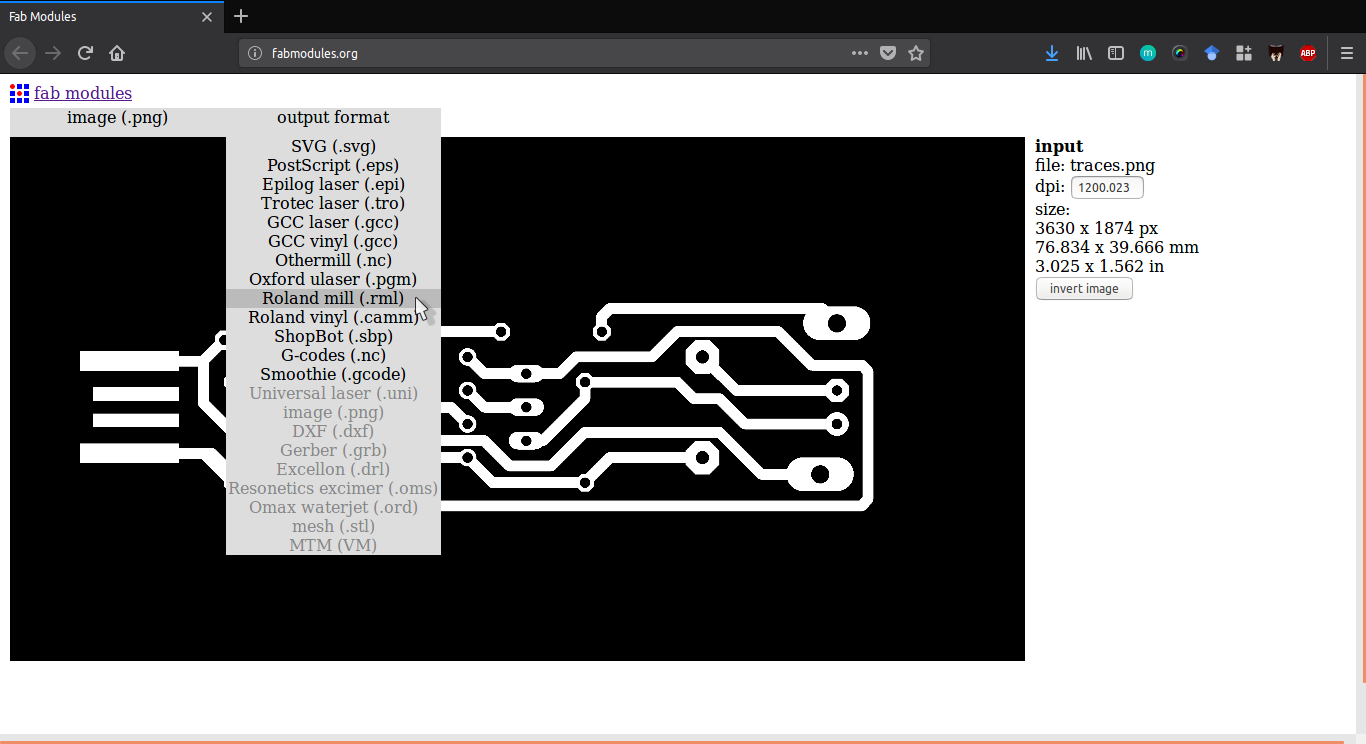 Fab Modules
fabmodules.org
m
ABP
fab modules
image (.png)
output format
SVG (.svg)
PostScript (.eps)
Epilog laser (.epi)
Trotec laser (.tro)
GCC laser (.gcc)
GCC vinyl (.gcc)
Othermill (.nc)
Oxford ulaser (.pgm)
Roland mill (.rml)
Roland vinyl (.camm)
ShopBot (.sbp)
G-codes (.nc)
Smoothie (.gcode)
Universal laser (.uni)
image (.png)
DXF (.dxf)
Gerber (.grb)
Excellon (.drl)
Resonetics excimer (.oms)
Omax waterjet (.ord)
mesh (.stl)
MTM (VM)
input
file: traces.png
dpi: 1200.023
size:
3630 x 1874 px
76.834 x 39.666 mm
3.025 x 1.562 in
invert image